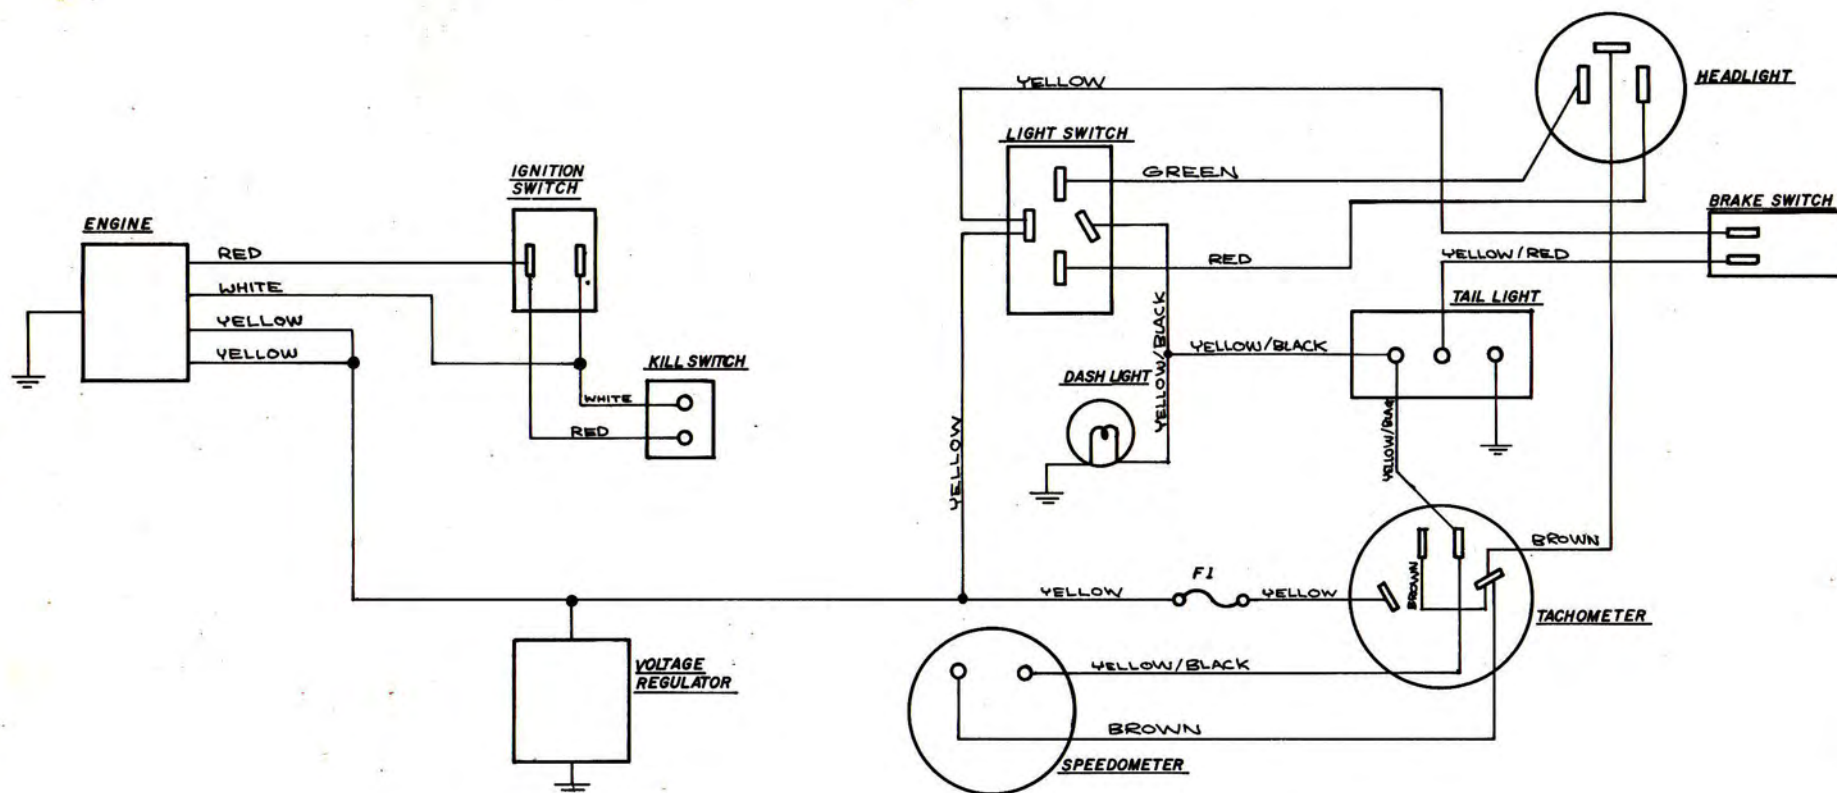 YELLOW
HEADLIGHT
LIGHT SWITCH
GREEN
IGNITION
SWITCH
BRAKE SWITCH
ENGINE
RED
YELLOW/RED
RED
WHITE
TAIL LIGHT
YELLOW
YELLOW
YELLOW/BLACK
YELLOW/BLACK
KILL SWITCH
DASH LIGHT
WHITE
RED
YELLOW
YELLOW/BLACK
BROWN
F1
BROWN
YELLOW
YELLOW
TACHOMETER
VOLTAGE
REGULATOR
YELLOW/BLACK
BROWN
SPEEDOMETER